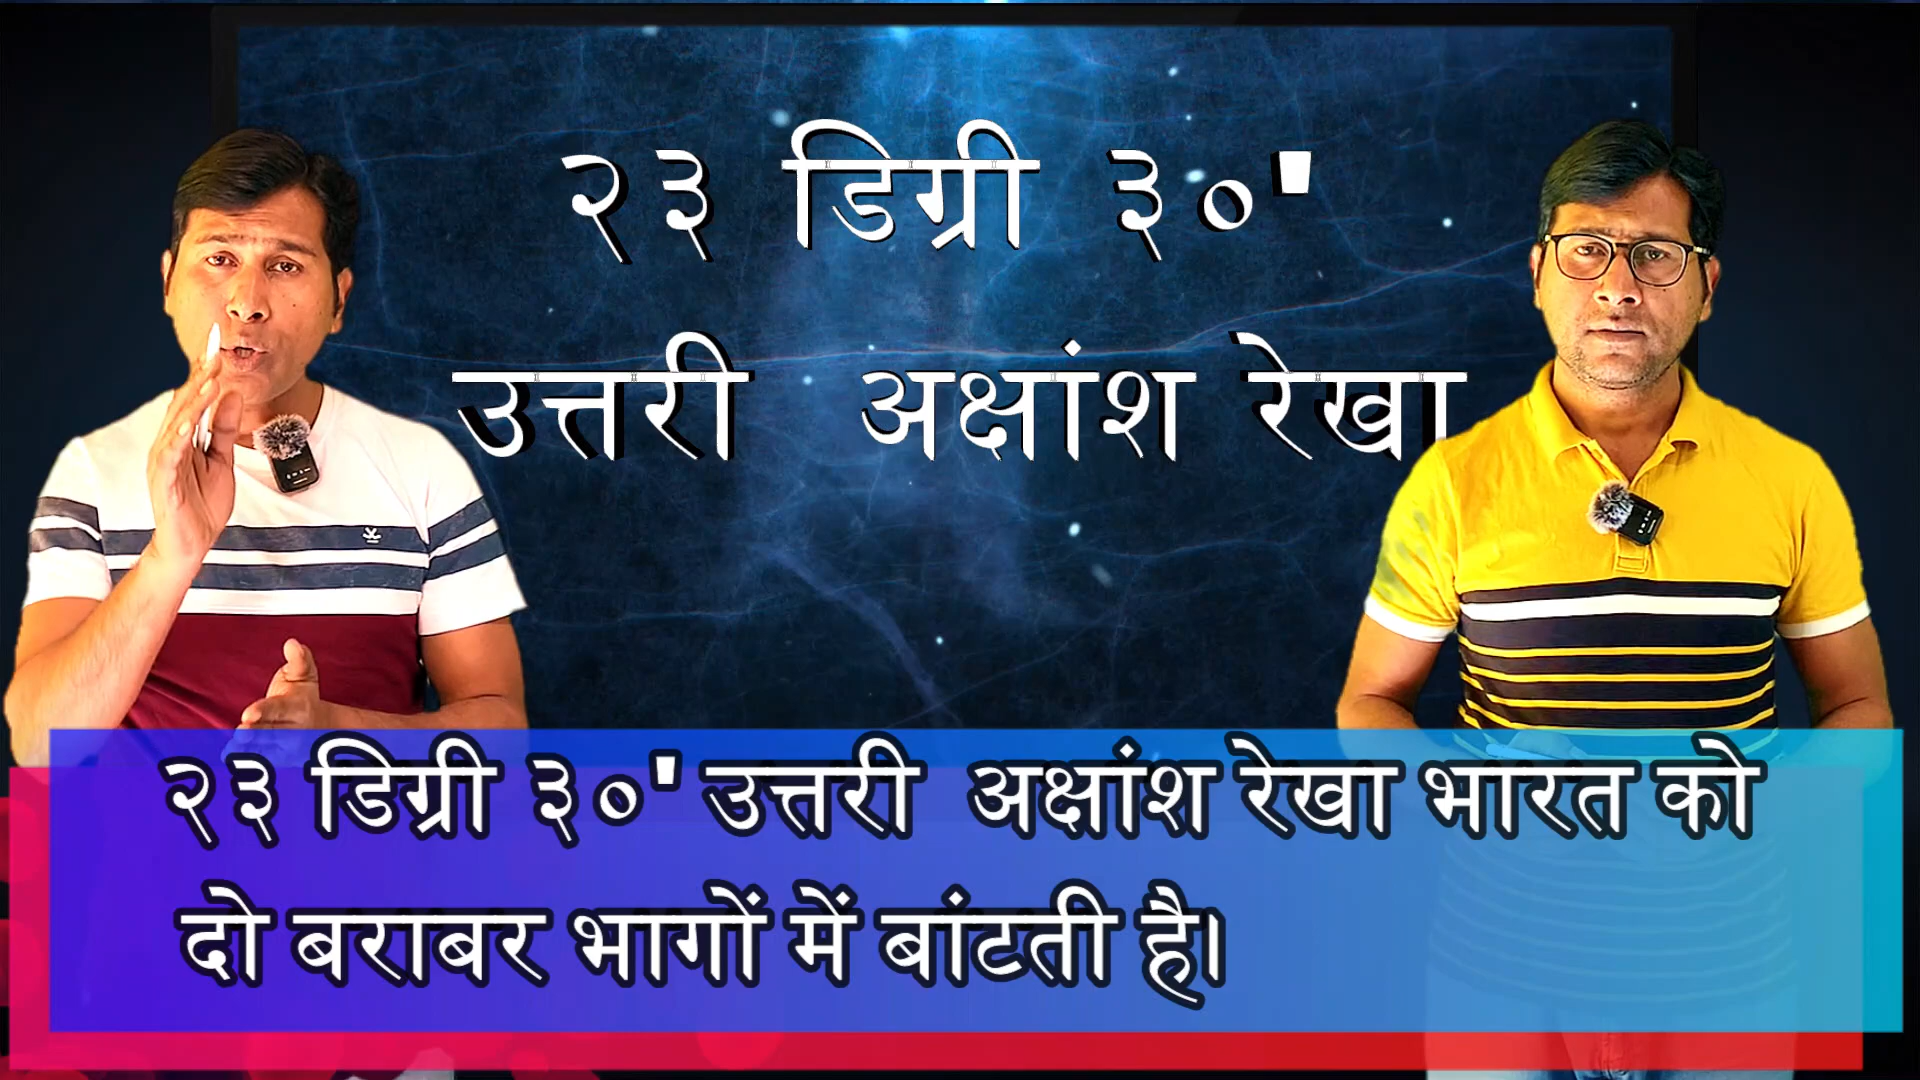 २३ डिग्री ३०'
उत्तरी अक्षांश रेखा
२३ डिग्री ३०' उत्तरी अक्षांश रेखा भारत को
दो बराबर भागों में बांटती है।